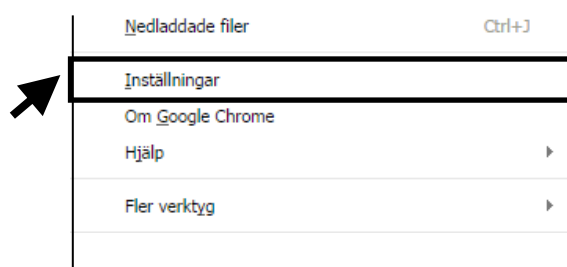 Nedladdade filer Ctrl+J
Inställningar
Om Google Chrome
Hjälp
Fler verktyg